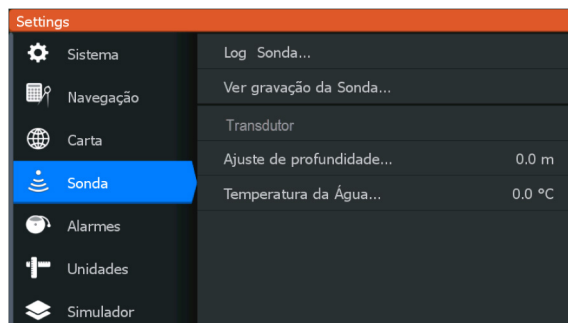 Settings
Sistema
Navegação
Carta
Sonda
Alarmes
Unidades
Simulador
Log Sonda...
Ver gravação da Sonda...
Transdutor
Ajuste de profundidade... 0.0 m
Temperatura da Água... 0.0 °C